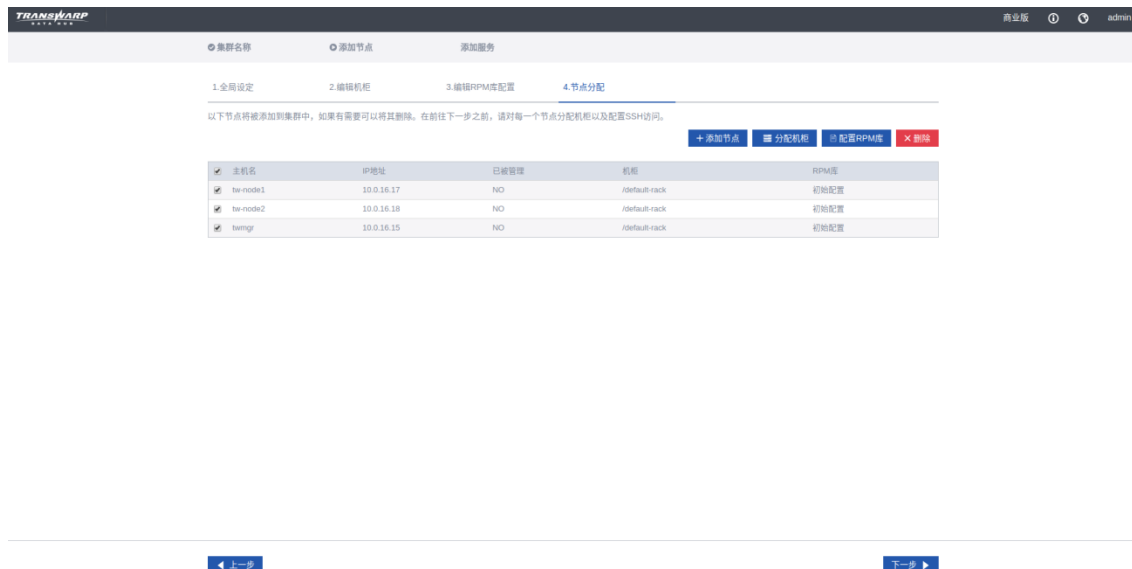 TRANSWARP
DATA HUB
商业版 admin
集群名称 添加节点 添加服务
1.全局设定 2.编辑机柜 3.编辑RPM库配置 4.节点分配
以下节点将被添加到集群中，如果有需要可以将其删除。在前往下一步之前，请对每一个节点分配机柜以及配置SSH访问。
添加节点 分配机柜 配置RPM库 删除
主机名 IP地址 已被管理 机柜 RPM库
tw-node1 10.0.16.17 NO /default-rack 初始配置
tw-node2 10.0.16.18 NO /default-rack 初始配置
twmgr 10.0.16.15 NO /default-rack 初始配置
上一步 下一步